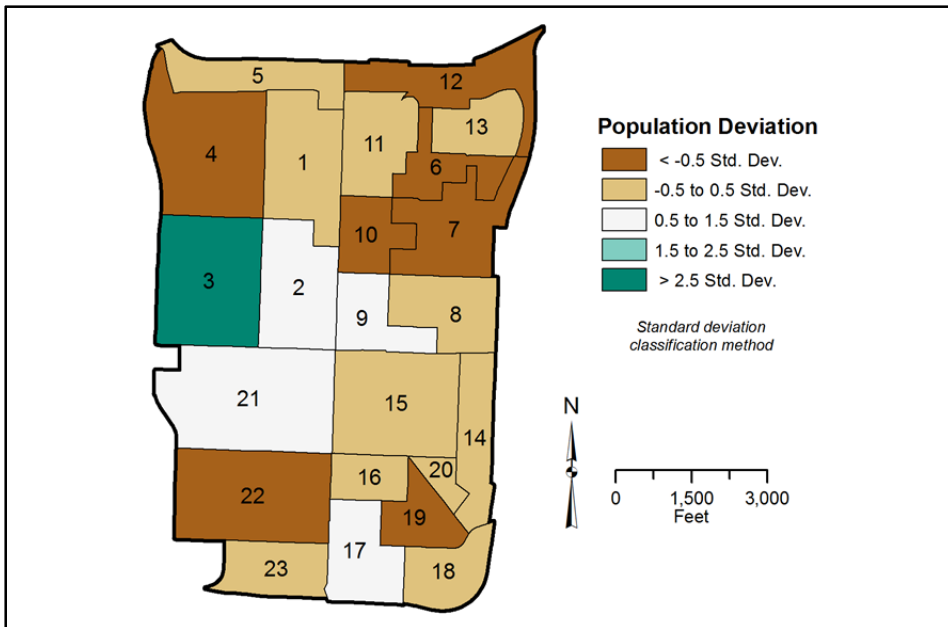 5
12
13
11
4
1
6
10
7
3
2
9
8
21
15
14
16
20
22
19
17
23
18
Population Deviation
< -0.5 Std. Dev.
-0.5 to 0.5 Std. Dev.
0.5 to 1.5 Std. Dev.
1.5 to 2.5 Std. Dev.
> 2.5 Std. Dev.
Standard deviation
classification method
N
0 1,500 3,000
Feet